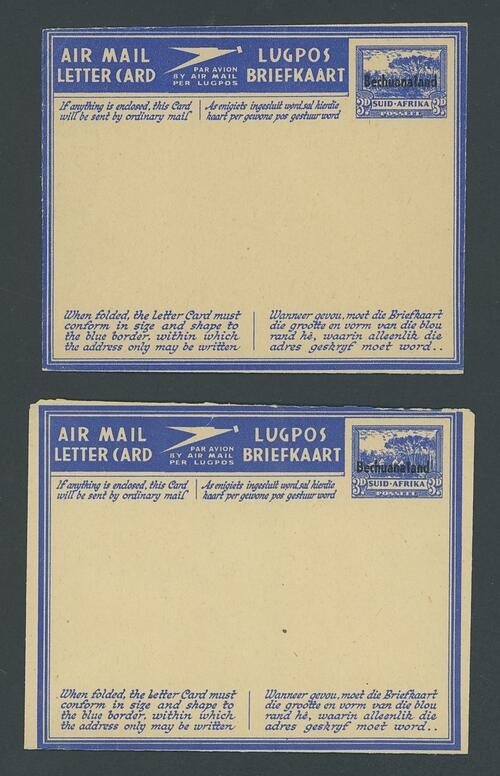 AIR MAIL
LETTER CARD
PAR AVION
BY AIR MAIL
PER LUGPOS
LUGPOS
BRIEFKAART
Bechuanaland
3D SUID-AFRIKA 3D
POSSEËL
If anything is enclosed, this Card
will be sent by ordinary mail
As enigiets ingesluit word, sal hierdie
kaart per gewone pos gestuur word
When folded, the Letter Card must
conform in size and shape to
the blue border, within which
the address only may be written
Wanneer gevou, moet die Briefkaart
die grootte en vorm van die blou
rand hê, waarin alleenlik die
adres geskryf moet word..
AIR MAIL
LETTER CARD
PAR AVION
BY AIR MAIL
PER LUGPOS
LUGPOS
BRIEFKAART
Bechuanaland
3D SUID-AFRIKA 3D
POSSEËL
If anything is enclosed, this Card
will be sent by ordinary mail
As enigiets ingesluit word, sal hierdie
kaart per gewone pos gestuur word
When folded, the Letter Card must
conform in size and shape to
the blue border, within which
the address only may be written
Wanneer gevou, moet die Briefkaart
die grootte en vorm van die blou
rand hê, waarin alleenlik die
adres geskryf moet word..